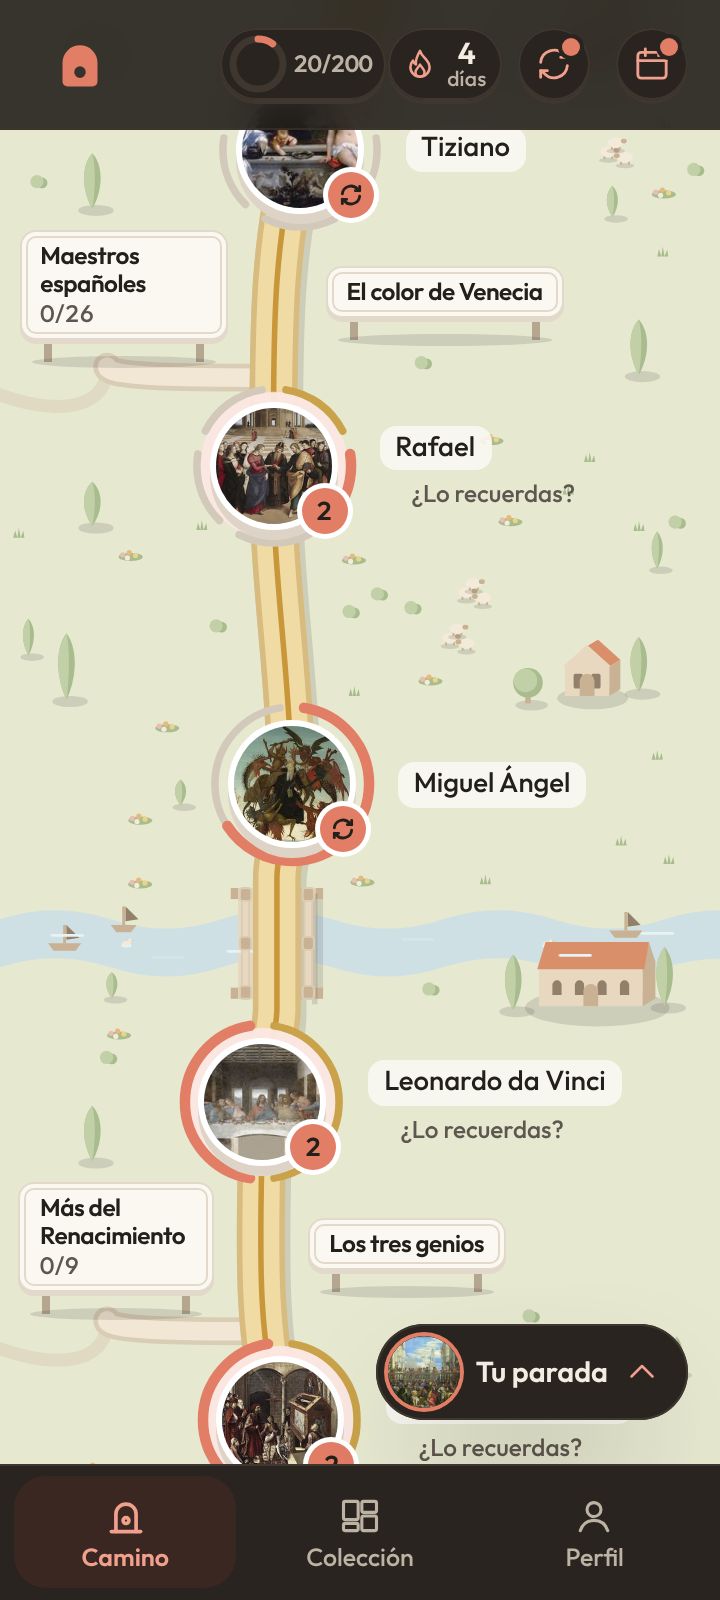 20/200
4
días
Tiziano
Maestros
españoles
0/26
El color de Venecia
Rafael
2
¿Lo recuerdas?
Miguel Ángel
Leonardo da Vinci
¿Lo recuerdas?
2
Más del
Renacimiento
0/9
Los tres genios
Tu parada
¿Lo recuerdas?
2
Camino
Colección
Perfil